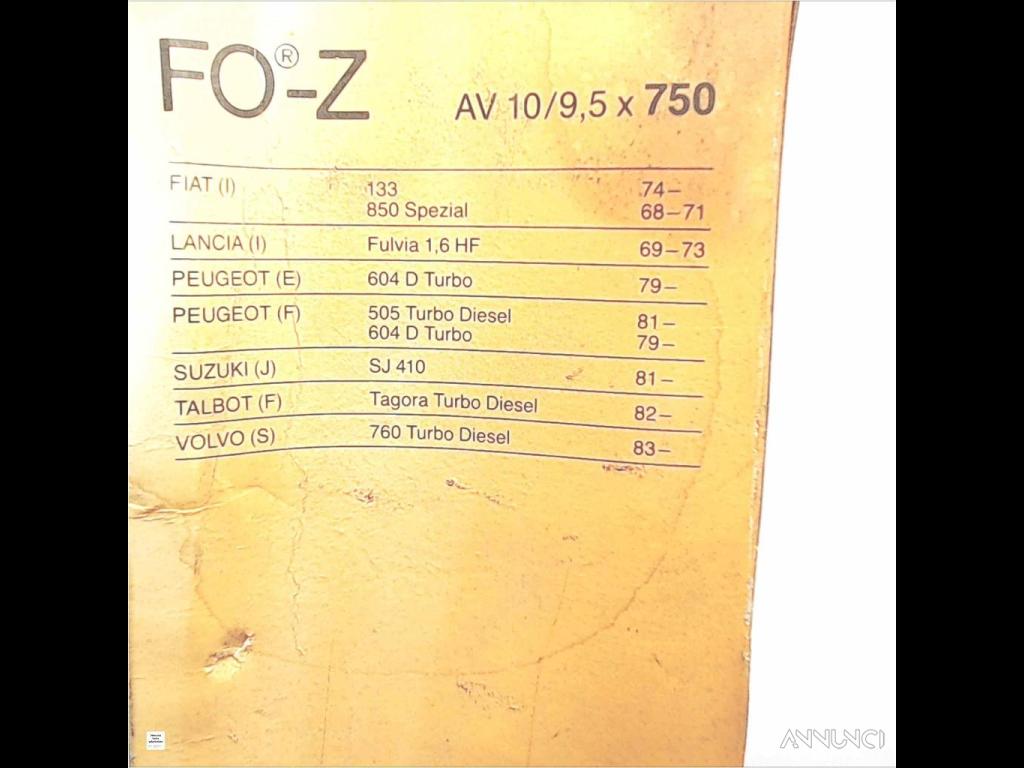 FO®-Z
AV 10/9,5 x 750
FIAT (I) 133 74–
850 Spezial 68–71
LANCIA (I) Fulvia 1,6 HF 69–73
PEUGEOT (E) 604 D Turbo 79–
PEUGEOT (F) 505 Turbo Diesel 81–
604 D Turbo 79–
SUZUKI (J) SJ 410 81–
TALBOT (F) Tagora Turbo Diesel 82–
VOLVO (S) 760 Turbo Diesel 83–
ANNUNCI